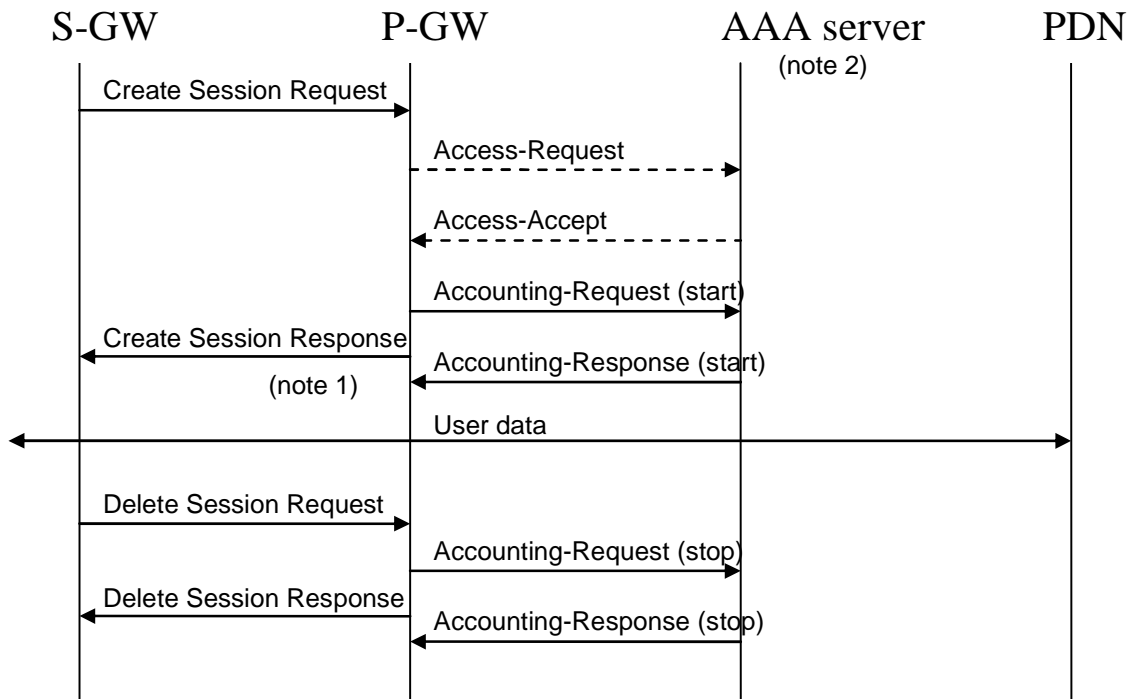 S-GW P-GW AAA server PDN
(note 2)
Create Session Request
Access-Request
Access-Accept
Accounting-Request (start)
Create Session Response
Accounting-Response (start)
(note 1)
User data
Delete Session Request
Accounting-Request (stop)
Delete Session Response
Accounting-Response (stop)